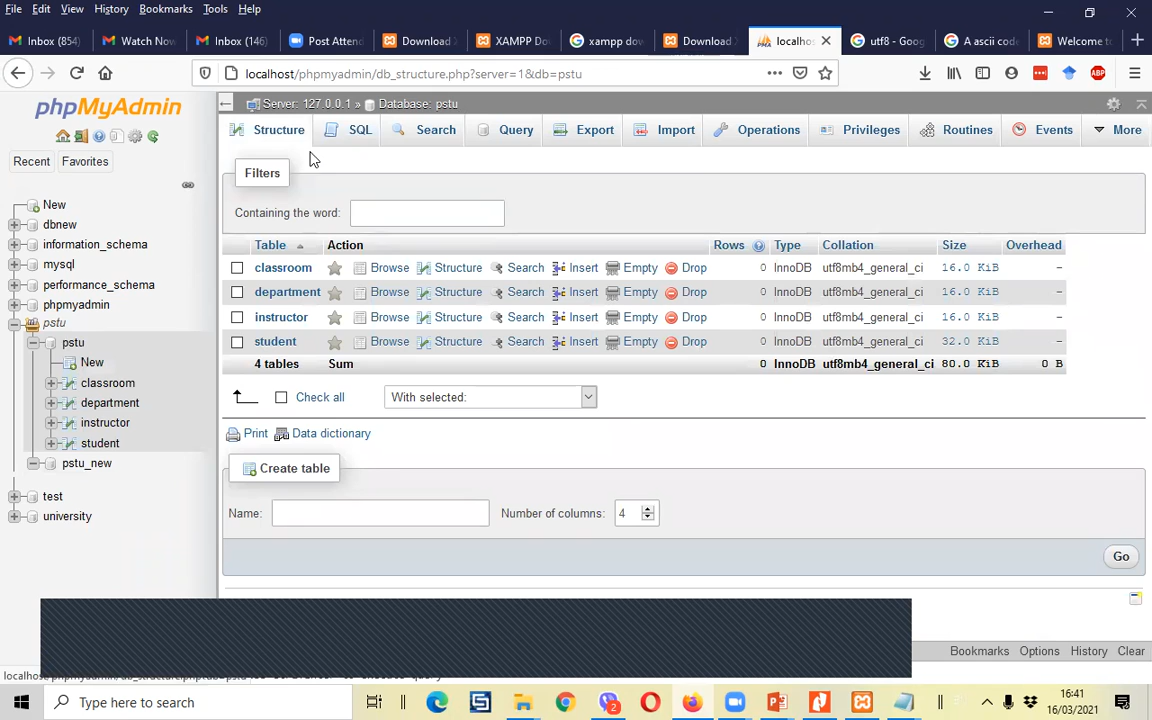 File Edit View History Bookmarks Tools Help
Inbox (854) Watch Now Inbox (146) Post Attend Download XAMPP Do xampp dow Download localhos utf8 - Goog A ascii code Welcome to
localhost/phpmyadmin/db_structure.php?server=1&db=pstu ABP
phpMyAdmin
Recent Favorites
New
dbnew
information_schema
mysql
performance_schema
phpmyadmin
pstu
pstu
New
classroom
department
instructor
student
pstu_new
test
university
Server: 127.0.0.1 » Database: pstu
Structure SQL Search Query Export Import Operations Privileges Routines Events More
Filters
Containing the word:
Table Action Rows Type Collation Size Overhead
classroom Browse Structure Search Insert Empty Drop 0 InnoDB utf8mb4_general_ci 16.0 KiB -
department Browse Structure Search Insert Empty Drop 0 InnoDB utf8mb4_general_ci 16.0 KiB -
instructor Browse Structure Search Insert Empty Drop 0 InnoDB utf8mb4_general_ci 16.0 KiB -
student Browse Structure Search Insert Empty Drop 0 InnoDB utf8mb4_general_ci 32.0 KiB -
4 tables Sum 0 InnoDB utf8mb4_general_ci 80.0 KiB 0 B
Check all With selected:
Print Data dictionary
Create table
Name: Number of columns: 4
Go
Bookmarks Options History Clear
Type here to search
2
16:41
16/03/2021